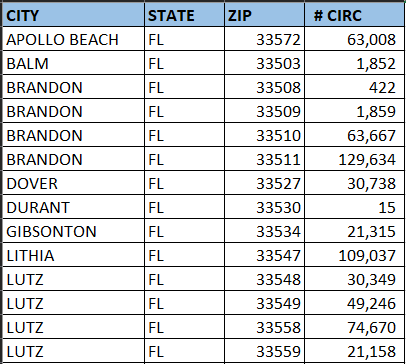 CITY STATE ZIP # CIRC
APOLLO BEACH FL 33572 63,008
BALM FL 33503 1,852
BRANDON FL 33508 422
BRANDON FL 33509 1,859
BRANDON FL 33510 63,667
BRANDON FL 33511 129,634
DOVER FL 33527 30,738
DURANT FL 33530 15
GIBSONTON FL 33534 21,315
LITHIA FL 33547 109,037
LUTZ FL 33548 30,349
LUTZ FL 33549 49,246
LUTZ FL 33558 74,670
LUTZ FL 33559 21,158